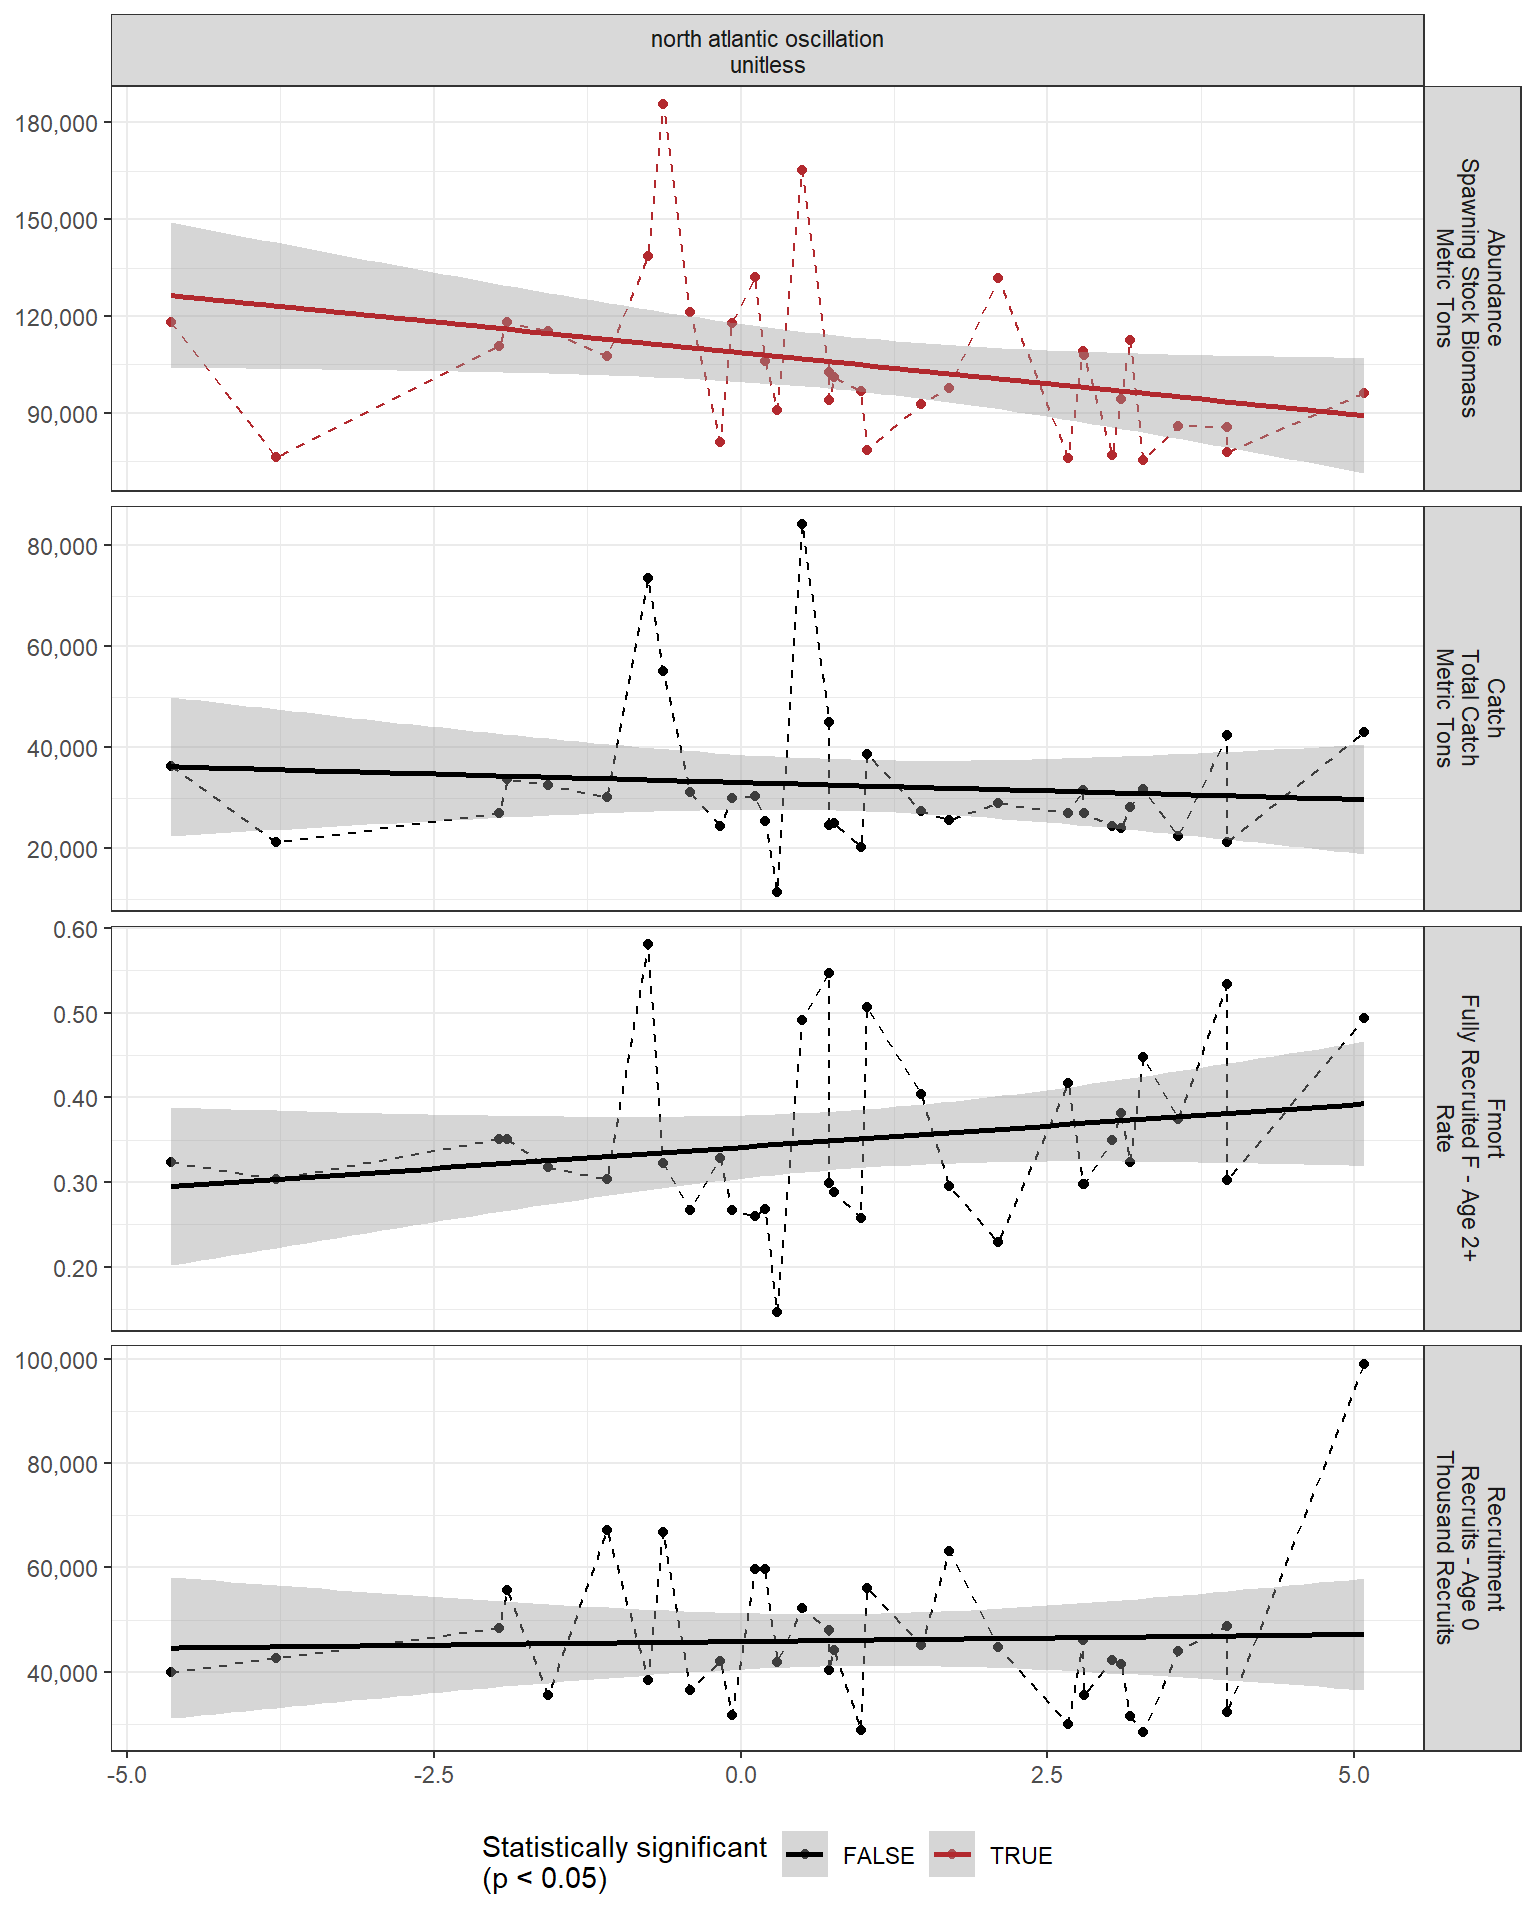 north atlantic oscillation
unitless
180,000
150,000
120,000
90,000
Abundance
Spawning Stock Biomass
Metric Tons
80,000
60,000
40,000
20,000
Catch
Total Catch
Metric Tons
0.60
0.50
0.40
0.30
0.20
Fmort
Fully Recruited F - Age 2+
Rate
100,000
80,000
60,000
40,000
Recruitment
Recruits - Age 0
Thousand Recruits
-5.0 -2.5 0.0 2.5 5.0
Statistically significant
(p < 0.05)
FALSE TRUE